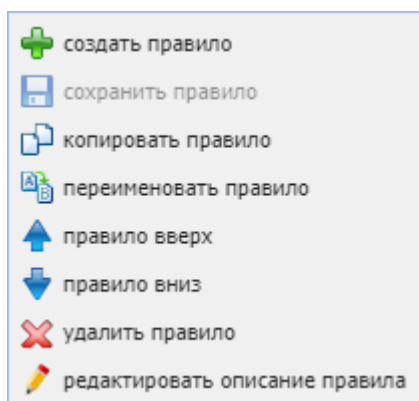 создать правило
сохранить правило
копировать правило
переименовать правило
правило вверх
правило вниз
удалить правило
редактировать описание правила